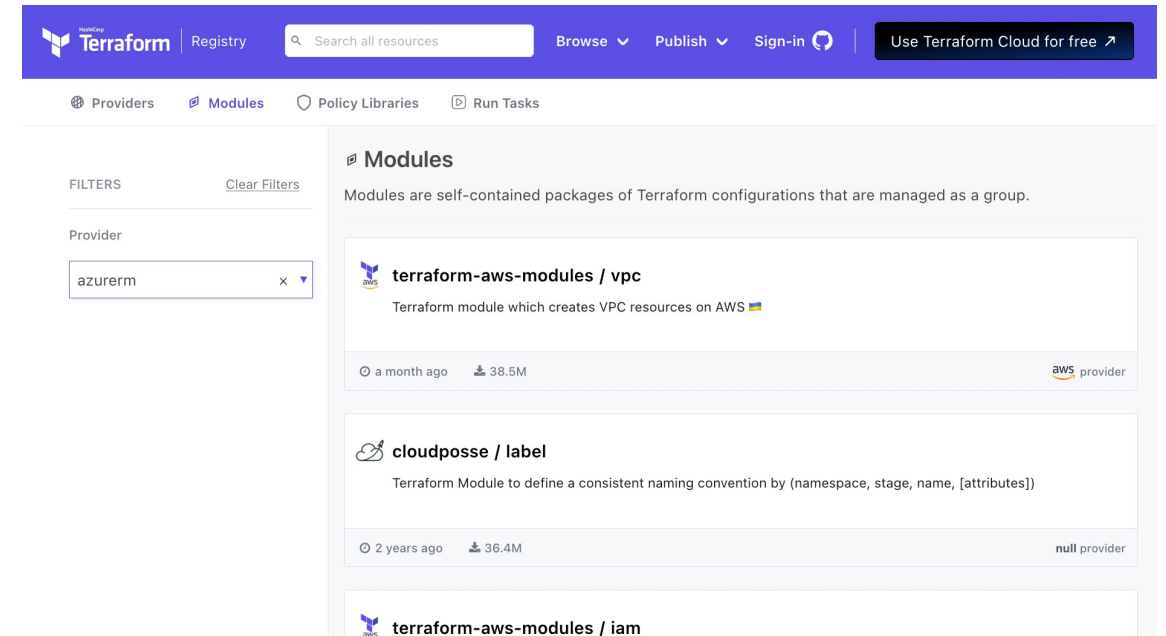 HashiCorp
Terraform
Registry
Search all resources
Browse
Publish
Sign-in
Use Terraform Cloud for free ↗
Providers
Modules
Policy Libraries
Run Tasks
FILTERS
Clear Filters
Provider
azurerm ×
Modules
Modules are self-contained packages of Terraform configurations that are managed as a group.
aws
terraform-aws-modules / vpc
Terraform module which creates VPC resources on AWS 🇺🇦
a month ago
38.5M
aws provider
cloudposse / label
Terraform Module to define a consistent naming convention by (namespace, stage, name, [attributes])
2 years ago
36.4M
null provider
aws
terraform-aws-modules / iam